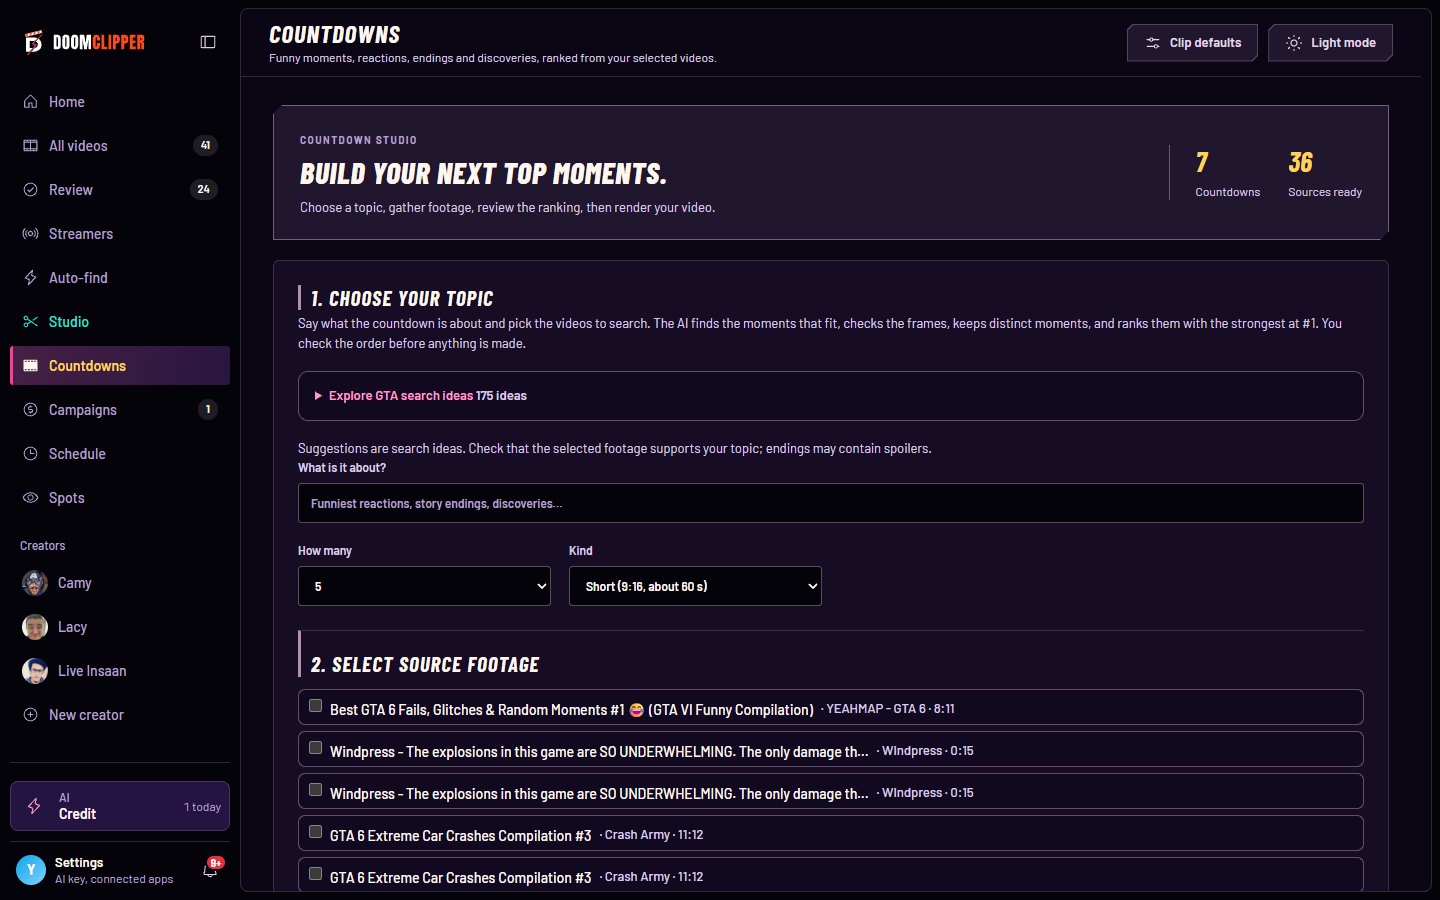 DOOMCLIPPER
Home
All videos 41
Review 24
Streamers
Auto-find
Studio
Countdowns
Campaigns 1
Schedule
Spots
Creators
Camy
Lacy
Live Insaan
New creator
AI
Credit
1 today
Y
Settings
AI key, connected apps
9+
COUNTDOWNS
Funny moments, reactions, endings and discoveries, ranked from your selected videos.
Clip defaults
Light mode
COUNTDOWN STUDIO
BUILD YOUR NEXT TOP MOMENTS.
Choose a topic, gather footage, review the ranking, then render your video.
7
Countdowns
36
Sources ready
1. CHOOSE YOUR TOPIC
Say what the countdown is about and pick the videos to search. The AI finds the moments that fit, checks the frames, keeps distinct moments, and ranks them with the strongest at #1. You
check the order before anything is made.
Explore GTA search ideas 175 ideas
Suggestions are search ideas. Check that the selected footage supports your topic; endings may contain spoilers.
What is it about?
Funniest reactions, story endings, discoveries...
How many
5
Kind
Short (9:16, about 60 s)
2. SELECT SOURCE FOOTAGE
Best GTA 6 Fails, Glitches & Random Moments #1 😂 (GTA VI Funny Compilation) · YEAHMAP - GTA 6 · 8:11
Windpress - The explosions in this game are SO UNDERWHELMING. The only damage th... · WIndpress · 0:15
Windpress - The explosions in this game are SO UNDERWHELMING. The only damage th... · WIndpress · 0:15
GTA 6 Extreme Car Crashes Compilation #3 · Crash Army · 11:12
GTA 6 Extreme Car Crashes Compilation #3 · Crash Army · 11:12